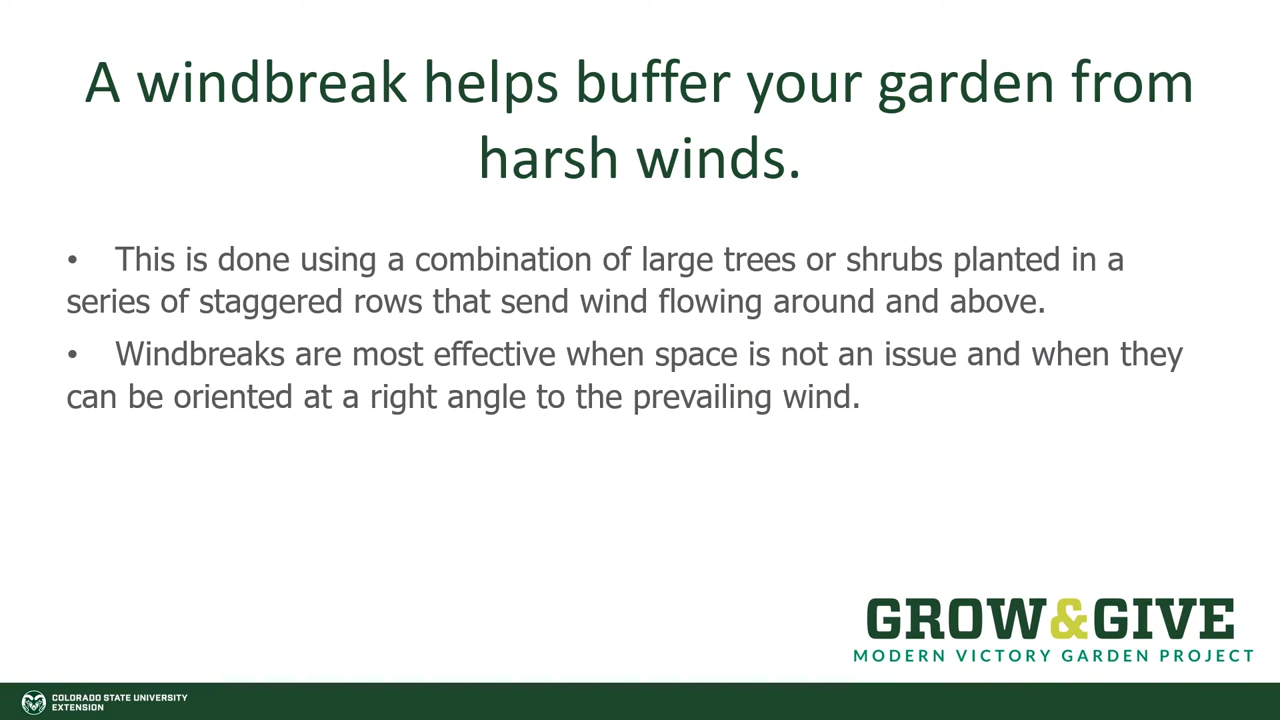 A windbreak helps buffer your garden from
harsh winds.
• This is done using a combination of large trees or shrubs planted in a
series of staggered rows that send wind flowing around and above.
• Windbreaks are most effective when space is not an issue and when they
can be oriented at a right angle to the prevailing wind.
GROW&GIVE
MODERN VICTORY GARDEN PROJECT
COLORADO STATE UNIVERSITY
EXTENSION